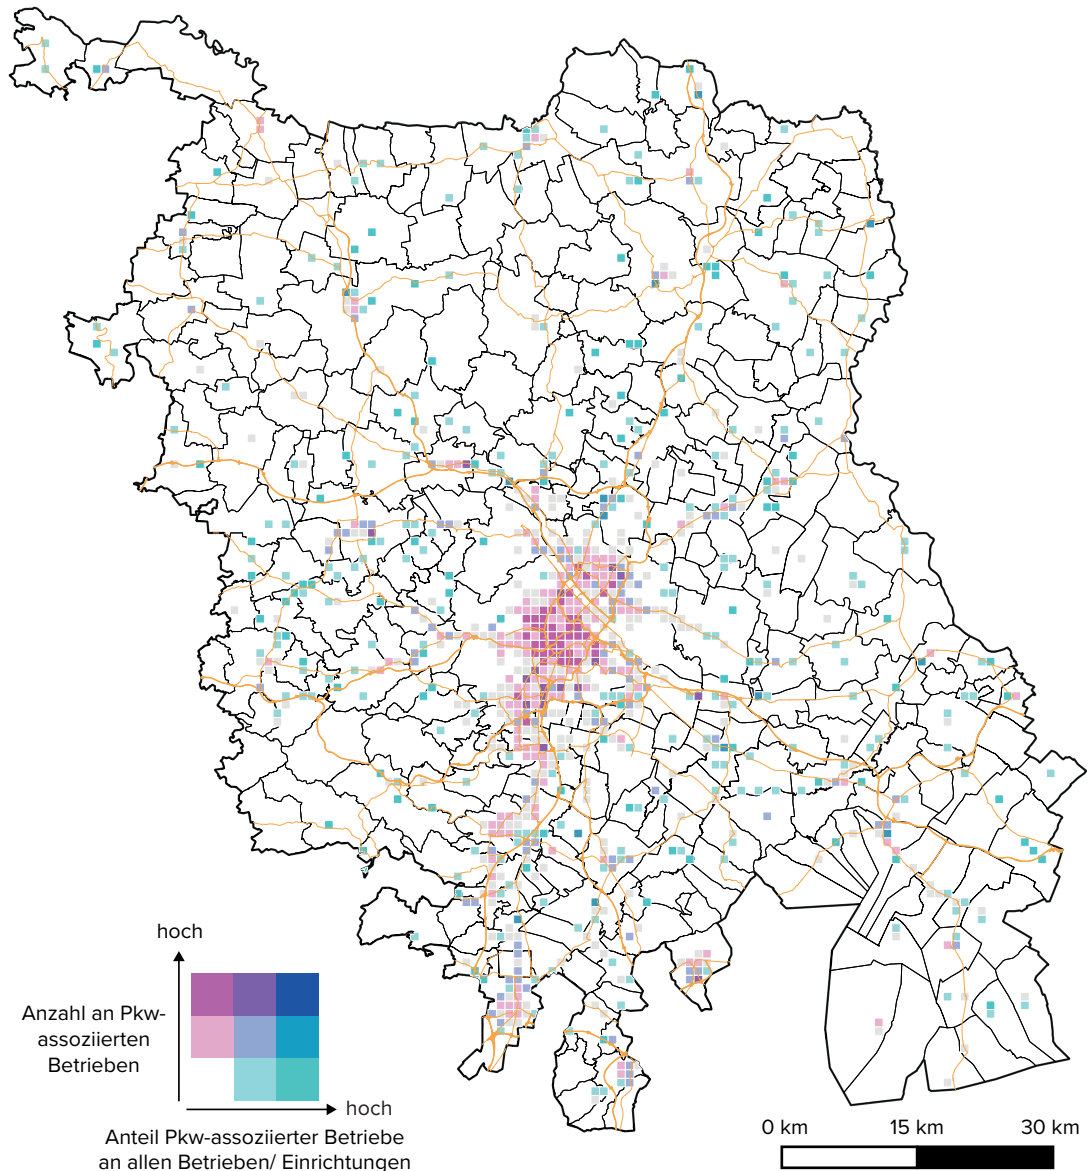 hoch
Anzahl an Pkw-
assoziierten
Betrieben
hoch
Anteil Pkw-assoziierter Betriebe
an allen Betrieben/ Einrichtungen
0 km 15 km 30 km